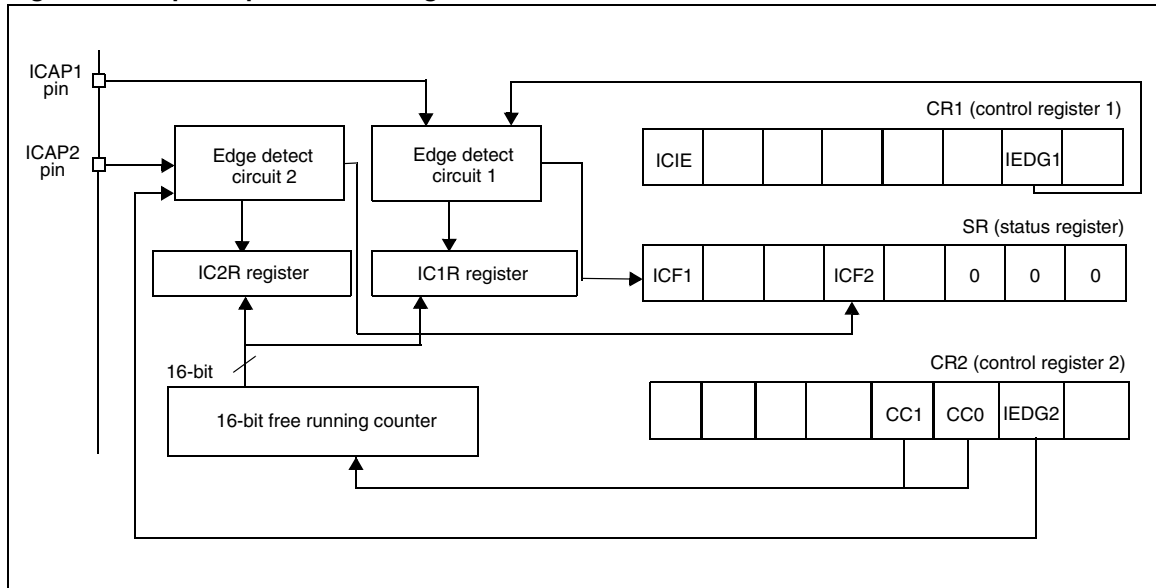 ICAP1
pin
ICAP2
pin
Edge detect
circuit 2
Edge detect
circuit 1
IC2R register
IC1R register
16-bit
16-bit free running counter
CR1 (control register 1)
ICIE
IEDG1
SR (status register)
ICF1
ICF2
0
0
0
CR2 (control register 2)
CC1
CC0
IEDG2